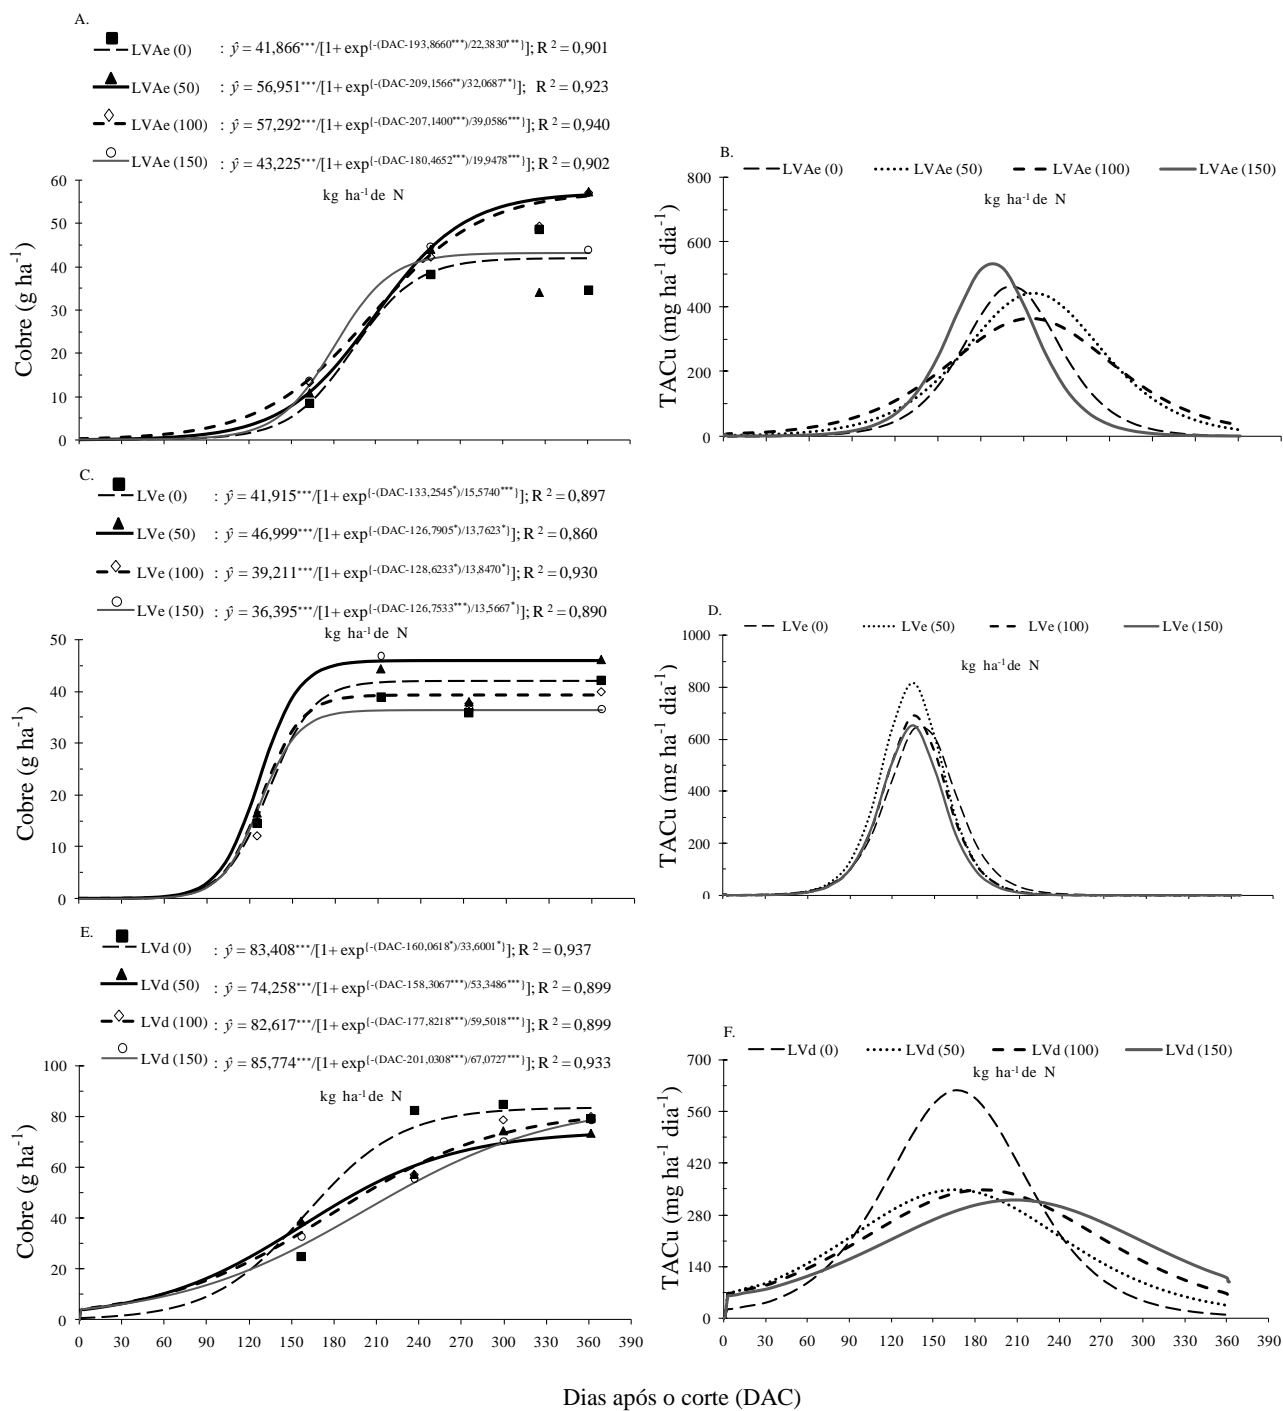 A.
LVAe (0) : ŷ = 41,866***/[1+ exp{-(DAC-193,8660***)/22,3830***}]; R² = 0,901
LVAe (50) : ŷ = 56,951***/[1+ exp{-(DAC-209,1566**)/32,0687**}]; R² = 0,923
LVAe (100) : ŷ = 57,292***/[1+ exp{-(DAC-207,1400***)/39,0586***}]; R² = 0,940
LVAe (150) : ŷ = 43,225***/[1+ exp{-(DAC-180,4652***)/19,9478***}]; R² = 0,902
kg ha⁻¹ de N
Cobre (g ha⁻¹)
60
50
40
30
20
10
0
B.
LVAe (0) LVAe (50) LVAe (100) LVAe (150)
kg ha⁻¹ de N
TACu (mg ha⁻¹ dia⁻¹)
800
600
400
200
0
C.
LVe (0) : ŷ = 41,915***/[1+ exp{-(DAC-133,2545*)/15,5740***}]; R² = 0,897
LVe (50) : ŷ = 46,999***/[1+ exp{-(DAC-126,7905*)/13,7623*}]; R² = 0,860
LVe (100) : ŷ = 39,211***/[1+ exp{-(DAC-128,6233*)/13,8470*}]; R² = 0,930
LVe (150) : ŷ = 36,395***/[1+ exp{-(DAC-126,7533***)/13,5667*}]; R² = 0,890
kg ha⁻¹ de N
Cobre (g ha⁻¹)
50
40
30
20
10
0
D.
LVe (0) LVe (50) LVe (100) LVe (150)
kg ha⁻¹ de N
TACu (mg ha⁻¹ dia⁻¹)
1000
800
600
400
200
0
E.
LVd (0) : ŷ = 83,408***/[1+ exp{-(DAC-160,0618*)/33,6001*}]; R² = 0,937
LVd (50) : ŷ = 74,258***/[1+ exp{-(DAC-158,3067***)/53,3486***}]; R² = 0,899
LVd (100) : ŷ = 82,617***/[1+ exp{-(DAC-177,8218***)/59,5018***}]; R² = 0,899
LVd (150) : ŷ = 85,774***/[1+ exp{-(DAC-201,0308***)/67,0727***}]; R² = 0,933
kg ha⁻¹ de N
Cobre (g ha⁻¹)
100
80
60
40
20
0
0 30 60 90 120 150 180 210 240 270 300 330 360 390
F.
LVd (0) LVd (50) LVd (100) LVd (150)
kg ha⁻¹ de N
TACu (mg ha⁻¹ dia⁻¹)
700
560
420
280
140
0
0 30 60 90 120 150 180 210 240 270 300 330 360 390
Dias após o corte (DAC)